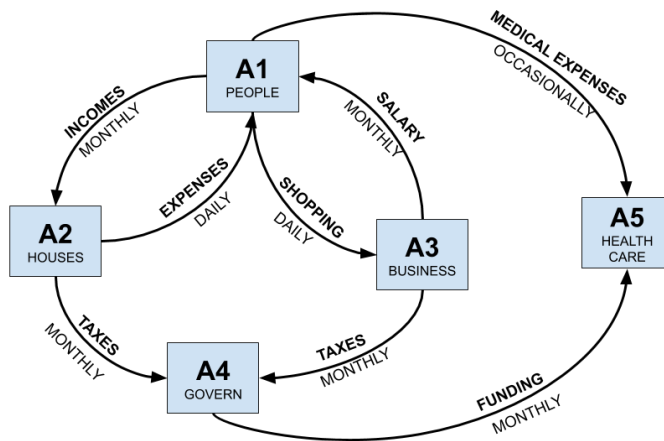 A1
PEOPLE
MEDICAL EXPENSES
OCCASIONALLY
INCOMES
MONTHLY
SALARY
MONTHLY
EXPENSES
DAILY
SHOPPING
DAILY
A2
HOUSES
A3
BUSINESS
A5
HEALTH
CARE
TAXES
MONTHLY
TAXES
MONTHLY
A4
GOVERN
FUNDING
MONTHLY